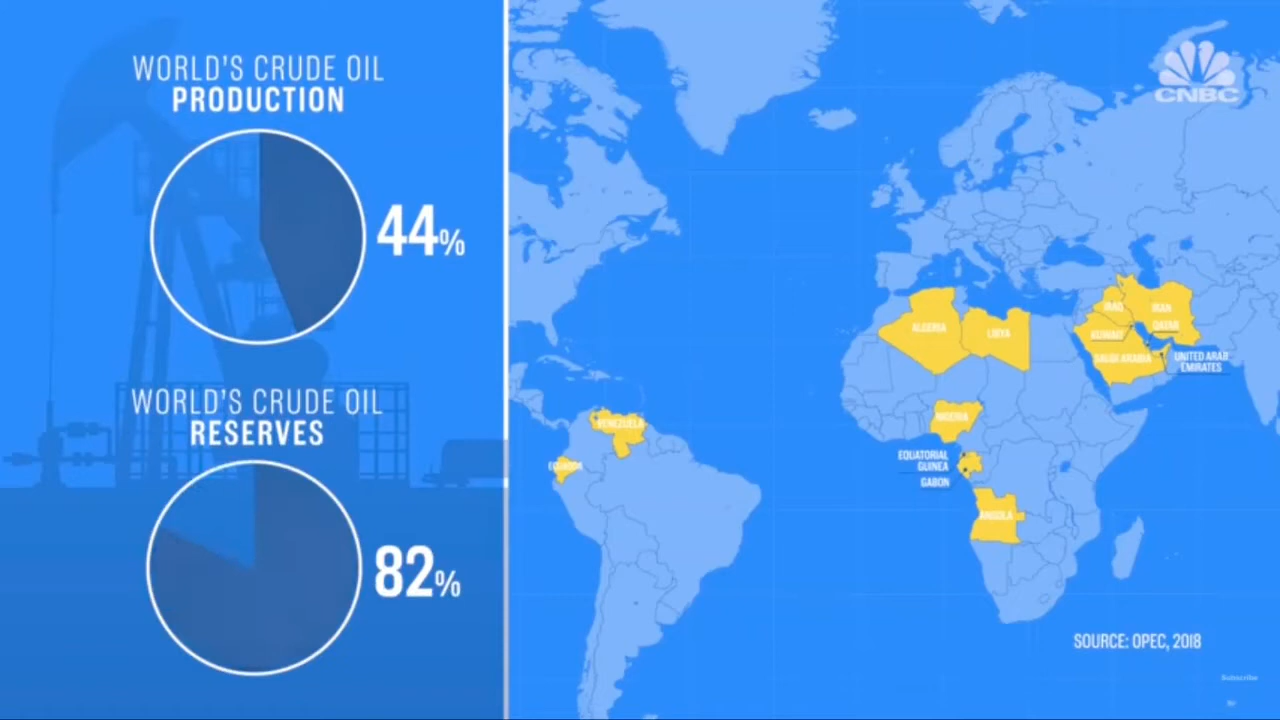 WORLD'S CRUDE OIL
PRODUCTION
44%
WORLD'S CRUDE OIL
RESERVES
82%
CNBC
ALGERIA
LIBYA
IRAQ
IRAN
KUWAIT
QATAR
SAUDI ARABIA
UNITED ARAB
EMIRATES
VENEZUELA
ECUADOR
NIGERIA
EQUATORIAL
GUINEA
GABON
ANGOLA
SOURCE: OPEC, 2018
Subscribe